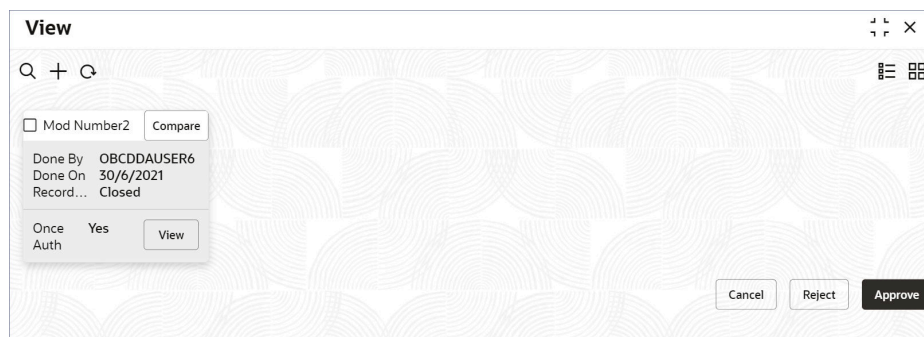 View
Mod Number2 Compare
Done By OBCDDAUSER6
Done On 30/6/2021
Record... Closed
Once Yes
Auth
View
Cancel Reject Approve